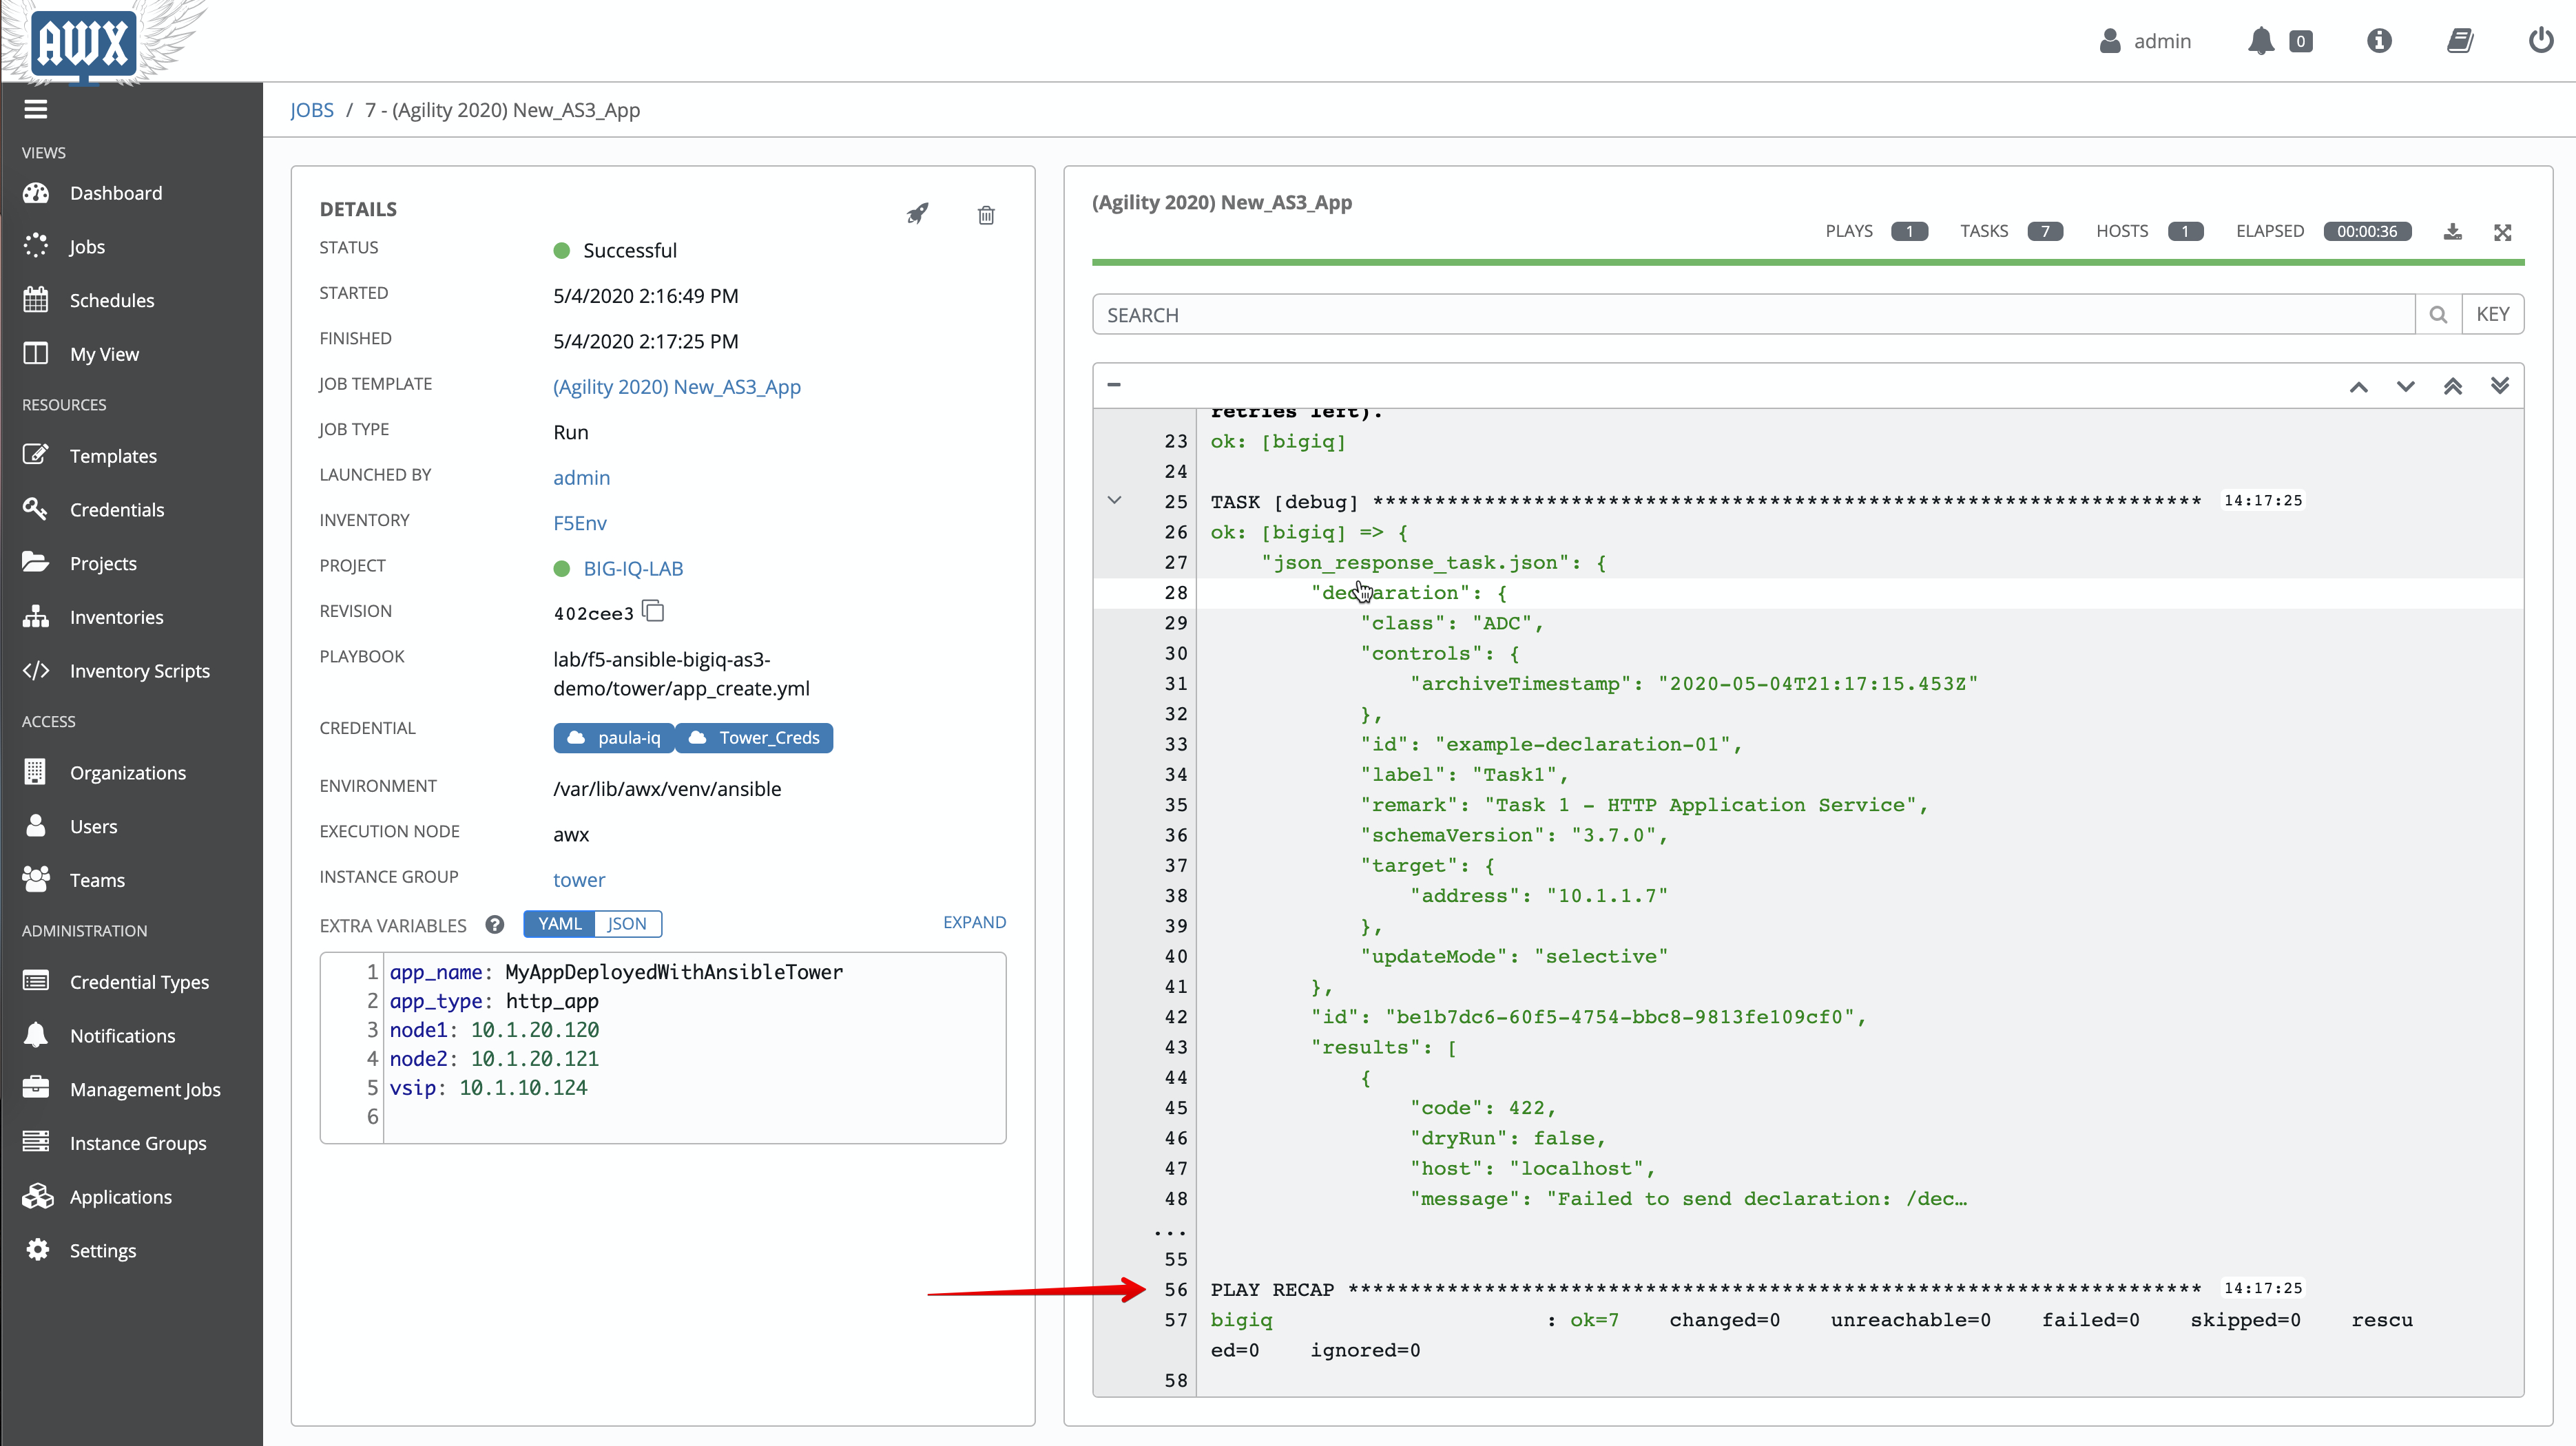 AWX
admin
0
JOBS / 7 - (Agility 2020) New_AS3_App
VIEWS
Dashboard
Jobs
Schedules
My View
RESOURCES
Templates
Credentials
Projects
Inventories
Inventory Scripts
ACCESS
Organizations
Users
Teams
ADMINISTRATION
Credential Types
Notifications
Management Jobs
Instance Groups
Applications
Settings
DETAILS
STATUS Successful
STARTED 5/4/2020 2:16:49 PM
FINISHED 5/4/2020 2:17:25 PM
JOB TEMPLATE (Agility 2020) New_AS3_App
JOB TYPE Run
LAUNCHED BY admin
INVENTORY F5Env
PROJECT BIG-IQ-LAB
REVISION 402cee3
PLAYBOOK lab/f5-ansible-bigiq-as3-
demo/tower/app_create.yml
CREDENTIAL paula-iq Tower_Creds
ENVIRONMENT /var/lib/awx/venv/ansible
EXECUTION NODE awx
INSTANCE GROUP tower
EXTRA VARIABLES ? YAML JSON EXPAND
1 app_name: MyAppDeployedWithAnsibleTower
2 app_type: http_app
3 node1: 10.1.20.120
4 node2: 10.1.20.121
5 vsip: 10.1.10.124
6
(Agility 2020) New_AS3_App
PLAYS 1 TASKS 7 HOSTS 1 ELAPSED 00:00:36
SEARCH KEY
retries left).
23 ok: [bigiq]
24
25 TASK [debug] ******************************************************************* 14:17:25
26 ok: [bigiq] => {
27 "json_response_task.json": {
28 "declaration": {
29 "class": "ADC",
30 "controls": {
31 "archiveTimestamp": "2020-05-04T21:17:15.453Z"
32 },
33 "id": "example-declaration-01",
34 "label": "Task1",
35 "remark": "Task 1 - HTTP Application Service",
36 "schemaVersion": "3.7.0",
37 "target": {
38 "address": "10.1.1.7"
39 },
40 "updateMode": "selective"
41 },
42 "id": "be1b7dc6-60f5-4754-bbc8-9813fe109cf0",
43 "results": [
44 {
45 "code": 422,
46 "dryRun": false,
47 "host": "localhost",
48 "message": "Failed to send declaration: /dec…
...
55
56 PLAY RECAP ********************************************************************* 14:17:25
57 bigiq : ok=7 changed=0 unreachable=0 failed=0 skipped=0 rescu
ed=0 ignored=0
58